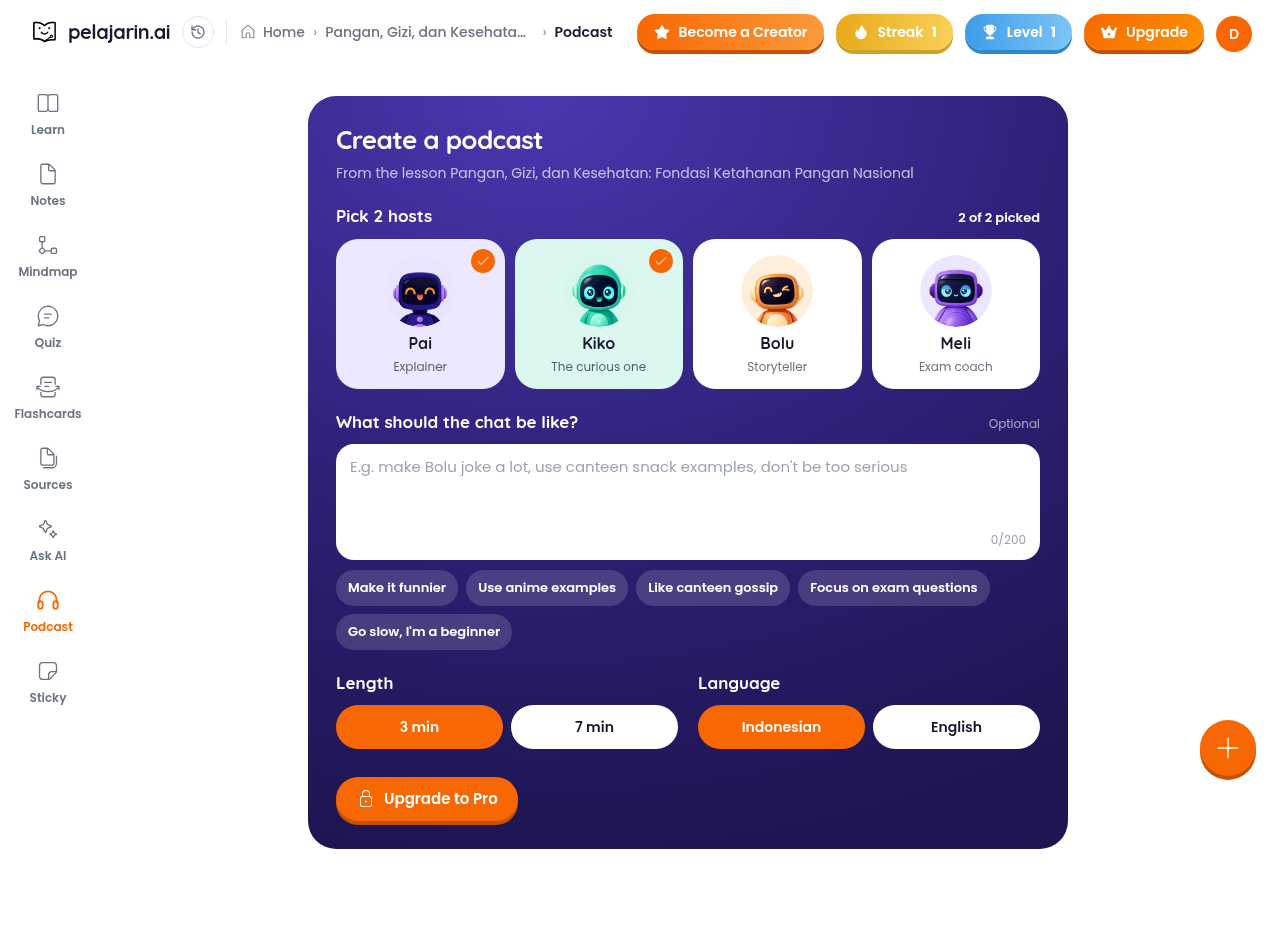 pelajarin.ai
Home › Pangan, Gizi, dan Kesehata... › Podcast
Become a Creator
Streak 1
Level 1
Upgrade
D
Learn
Notes
Mindmap
Quiz
Flashcards
Sources
Ask AI
Podcast
Sticky
Create a podcast
From the lesson Pangan, Gizi, dan Kesehatan: Fondasi Ketahanan Pangan Nasional
Pick 2 hosts
2 of 2 picked
Pai
Explainer
Kiko
The curious one
Bolu
Storyteller
Meli
Exam coach
What should the chat be like?
Optional
E.g. make Bolu joke a lot, use canteen snack examples, don't be too serious
0/200
Make it funnier
Use anime examples
Like canteen gossip
Focus on exam questions
Go slow, I'm a beginner
Length
3 min
7 min
Language
Indonesian
English
Upgrade to Pro